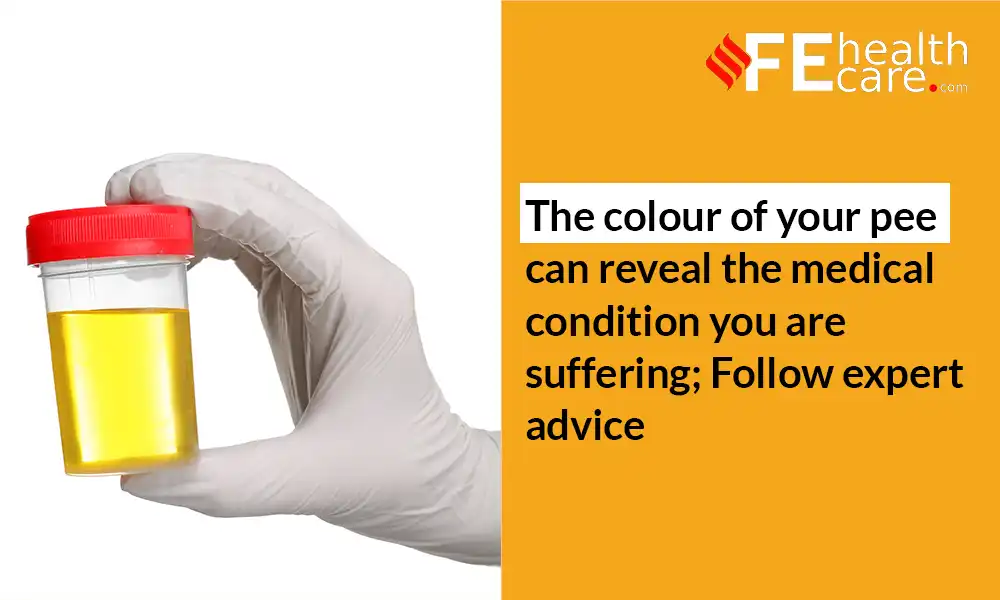 FE health
care.com
The colour of your pee
can reveal the medical
condition you are
suffering; Follow expert
advice